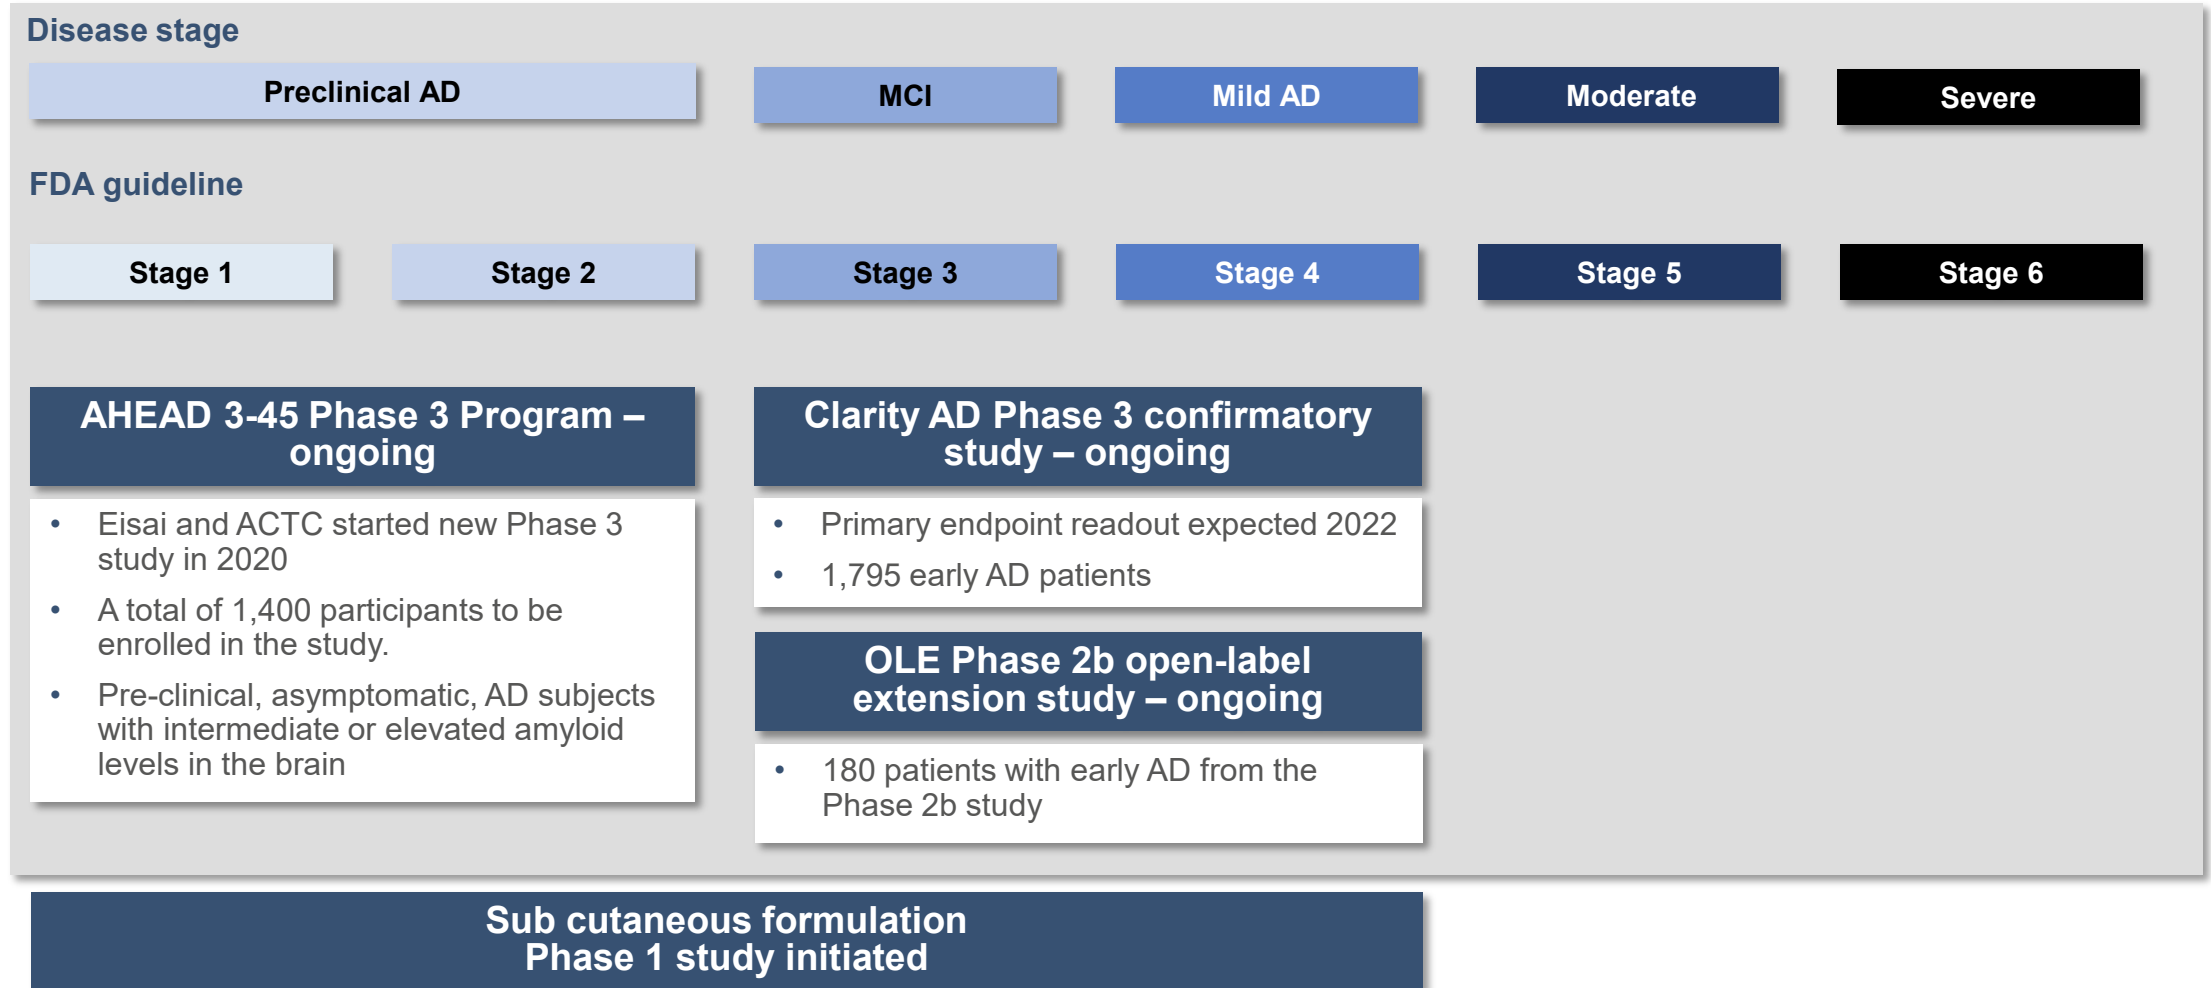 Disease stage
Preclinical AD
MCI
Mild AD
Moderate
Severe
FDA guideline
Stage 1
Stage 2
Stage 3
Stage 4
Stage 5
Stage 6
AHEAD 3-45 Phase 3 Program –
ongoing
• Eisai and ACTC started new Phase 3
study in 2020
• A total of 1,400 participants to be
enrolled in the study.
• Pre-clinical, asymptomatic, AD subjects
with intermediate or elevated amyloid
levels in the brain
Clarity AD Phase 3 confirmatory
study – ongoing
• Primary endpoint readout expected 2022
• 1,795 early AD patients
OLE Phase 2b open-label
extension study – ongoing
• 180 patients with early AD from the
Phase 2b study
Sub cutaneous formulation
Phase 1 study initiated